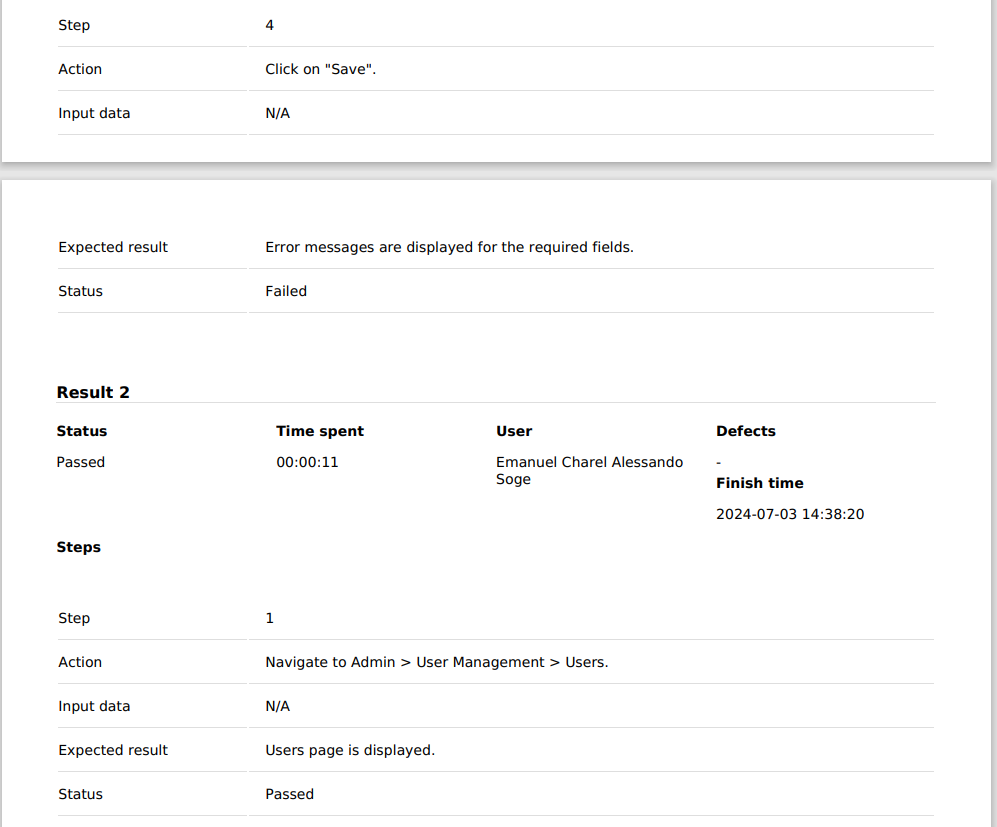 Step 4
Action Click on "Save".
Input data N/A
Expected result Error messages are displayed for the required fields.
Status Failed
Result 2
Status Time spent User Defects
Passed 00:00:11 Emanuel Charel Alessando -
Soge Finish time
2024-07-03 14:38:20
Steps
Step 1
Action Navigate to Admin > User Management > Users.
Input data N/A
Expected result Users page is displayed.
Status Passed